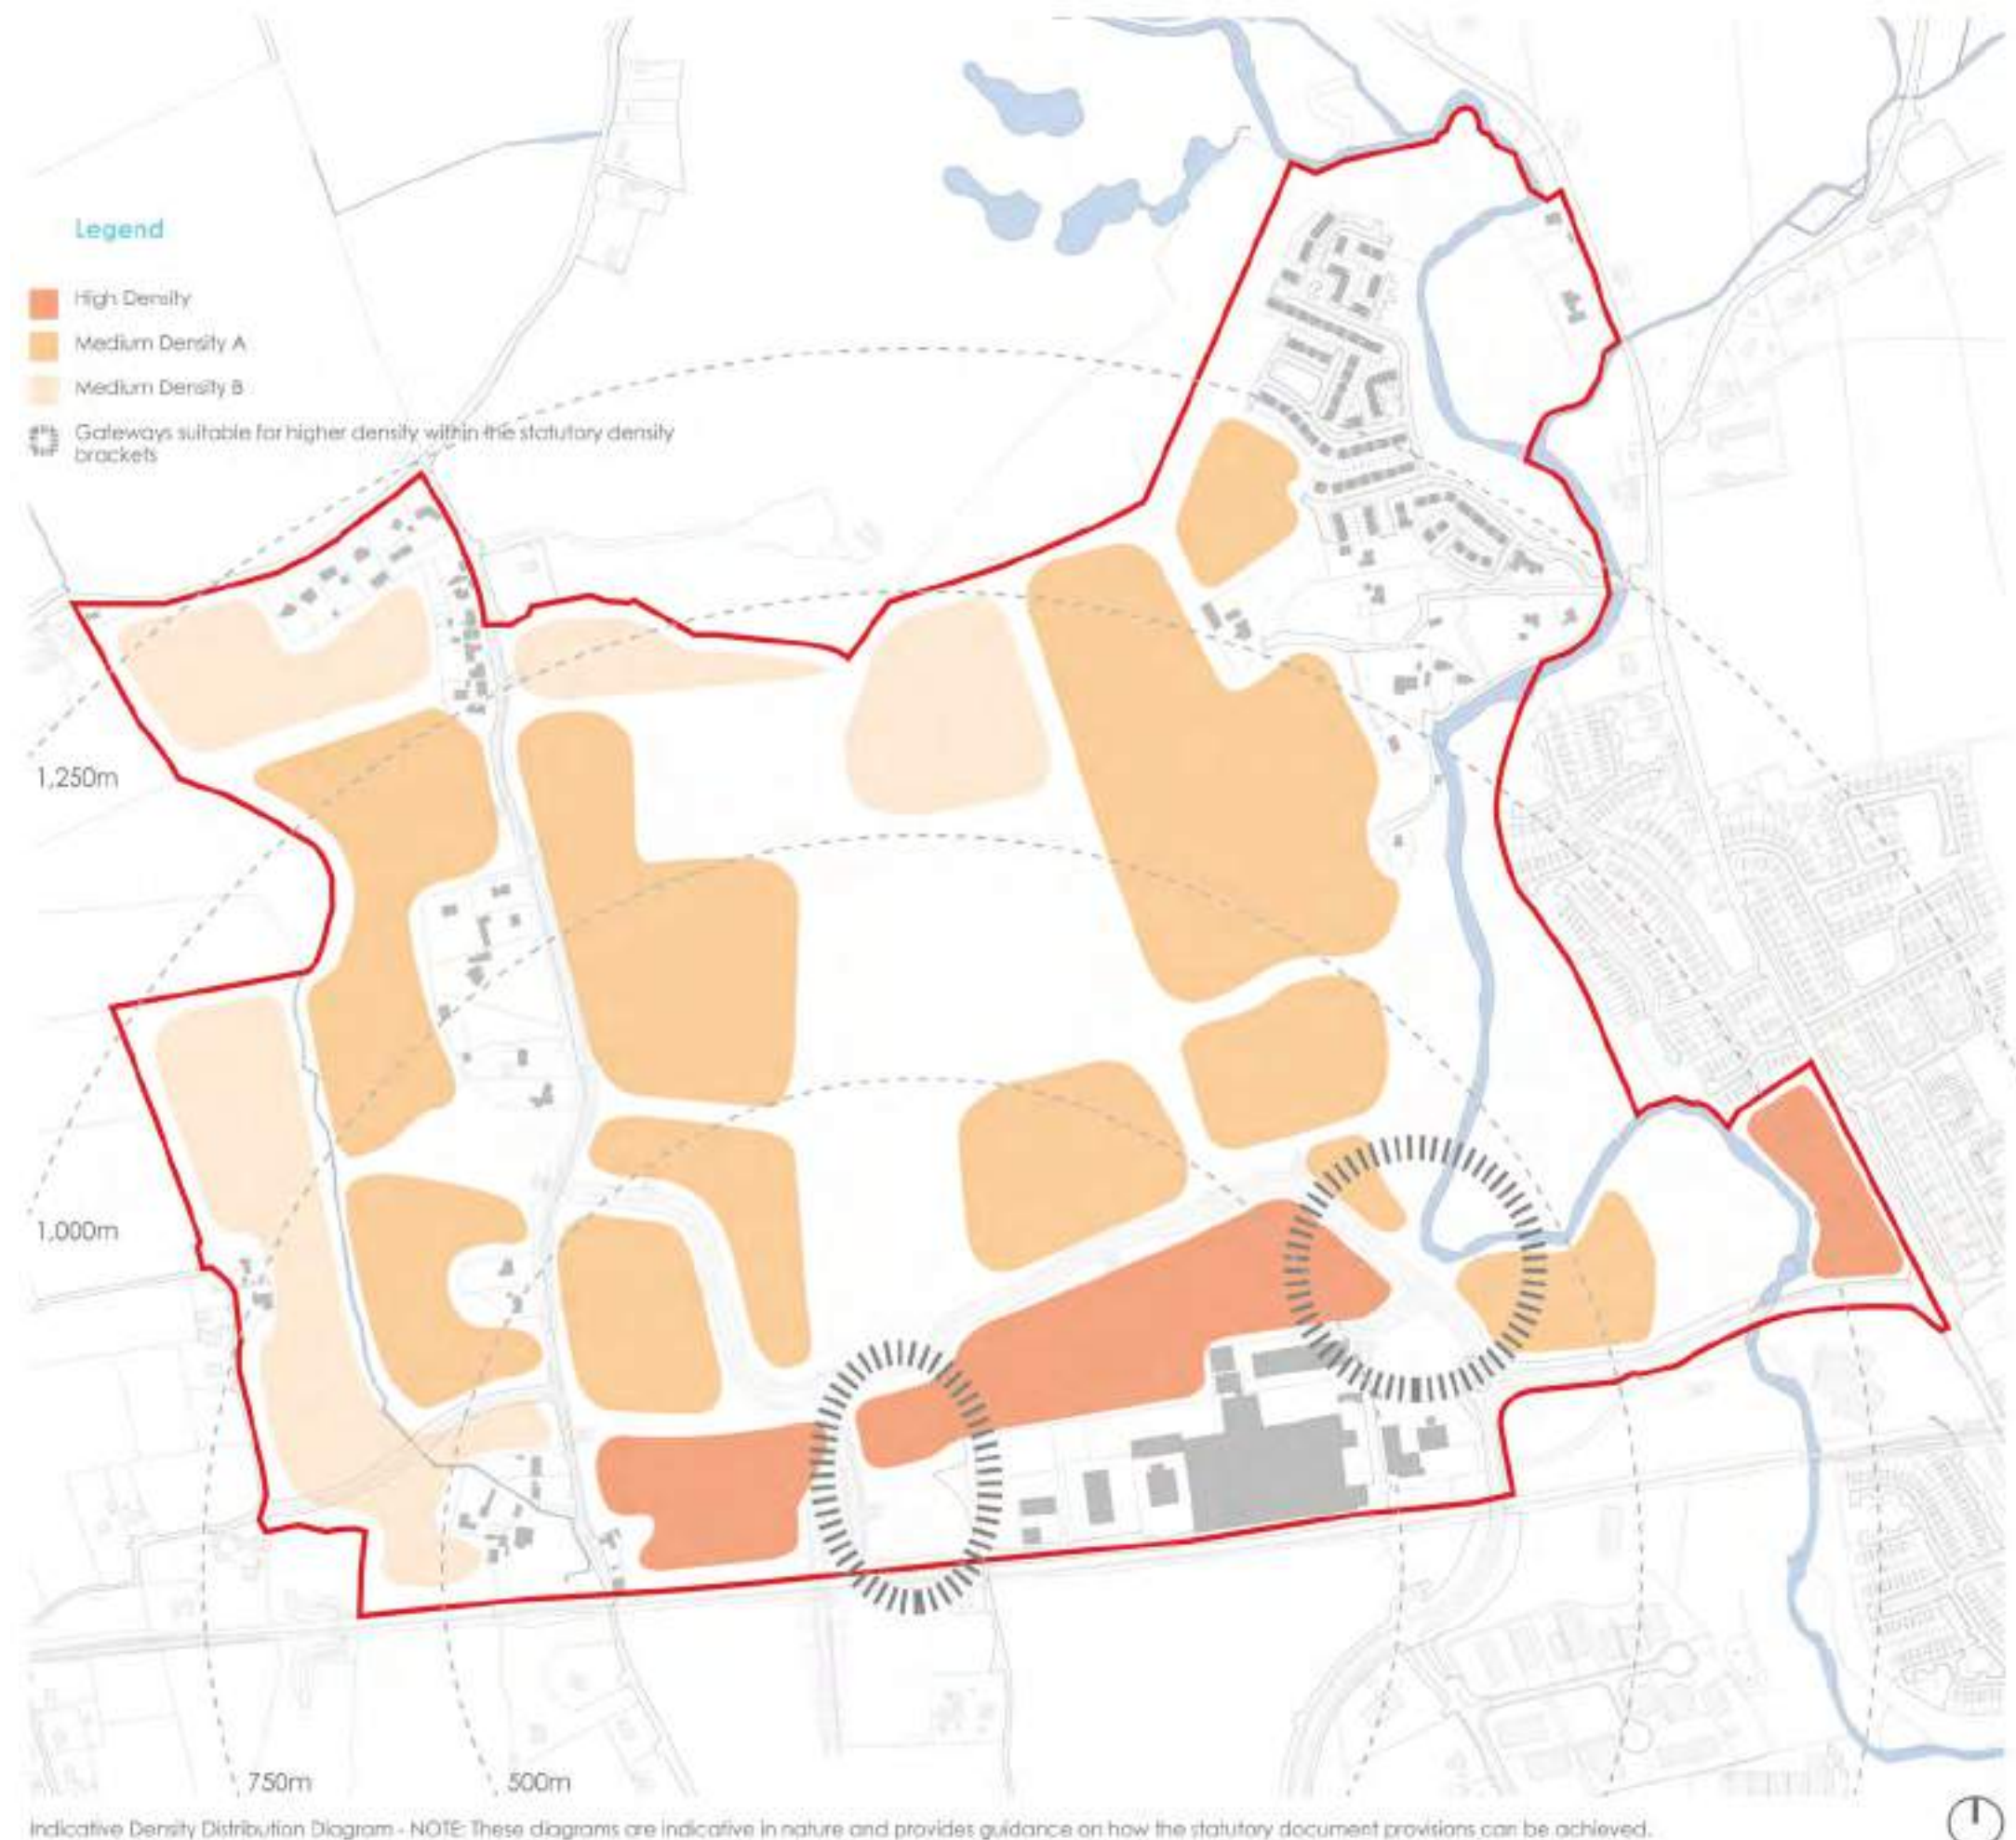 Legend
High Density
Medium Density A
Medium Density B
Gateways suitable for higher density within the statutory density
brackets
1,250m
1,000m
750m
500m
Indicative Density Distribution Diagram - NOTE: These diagrams are indicative in nature and provides guidance on how the statutory document provisions can be achieved.